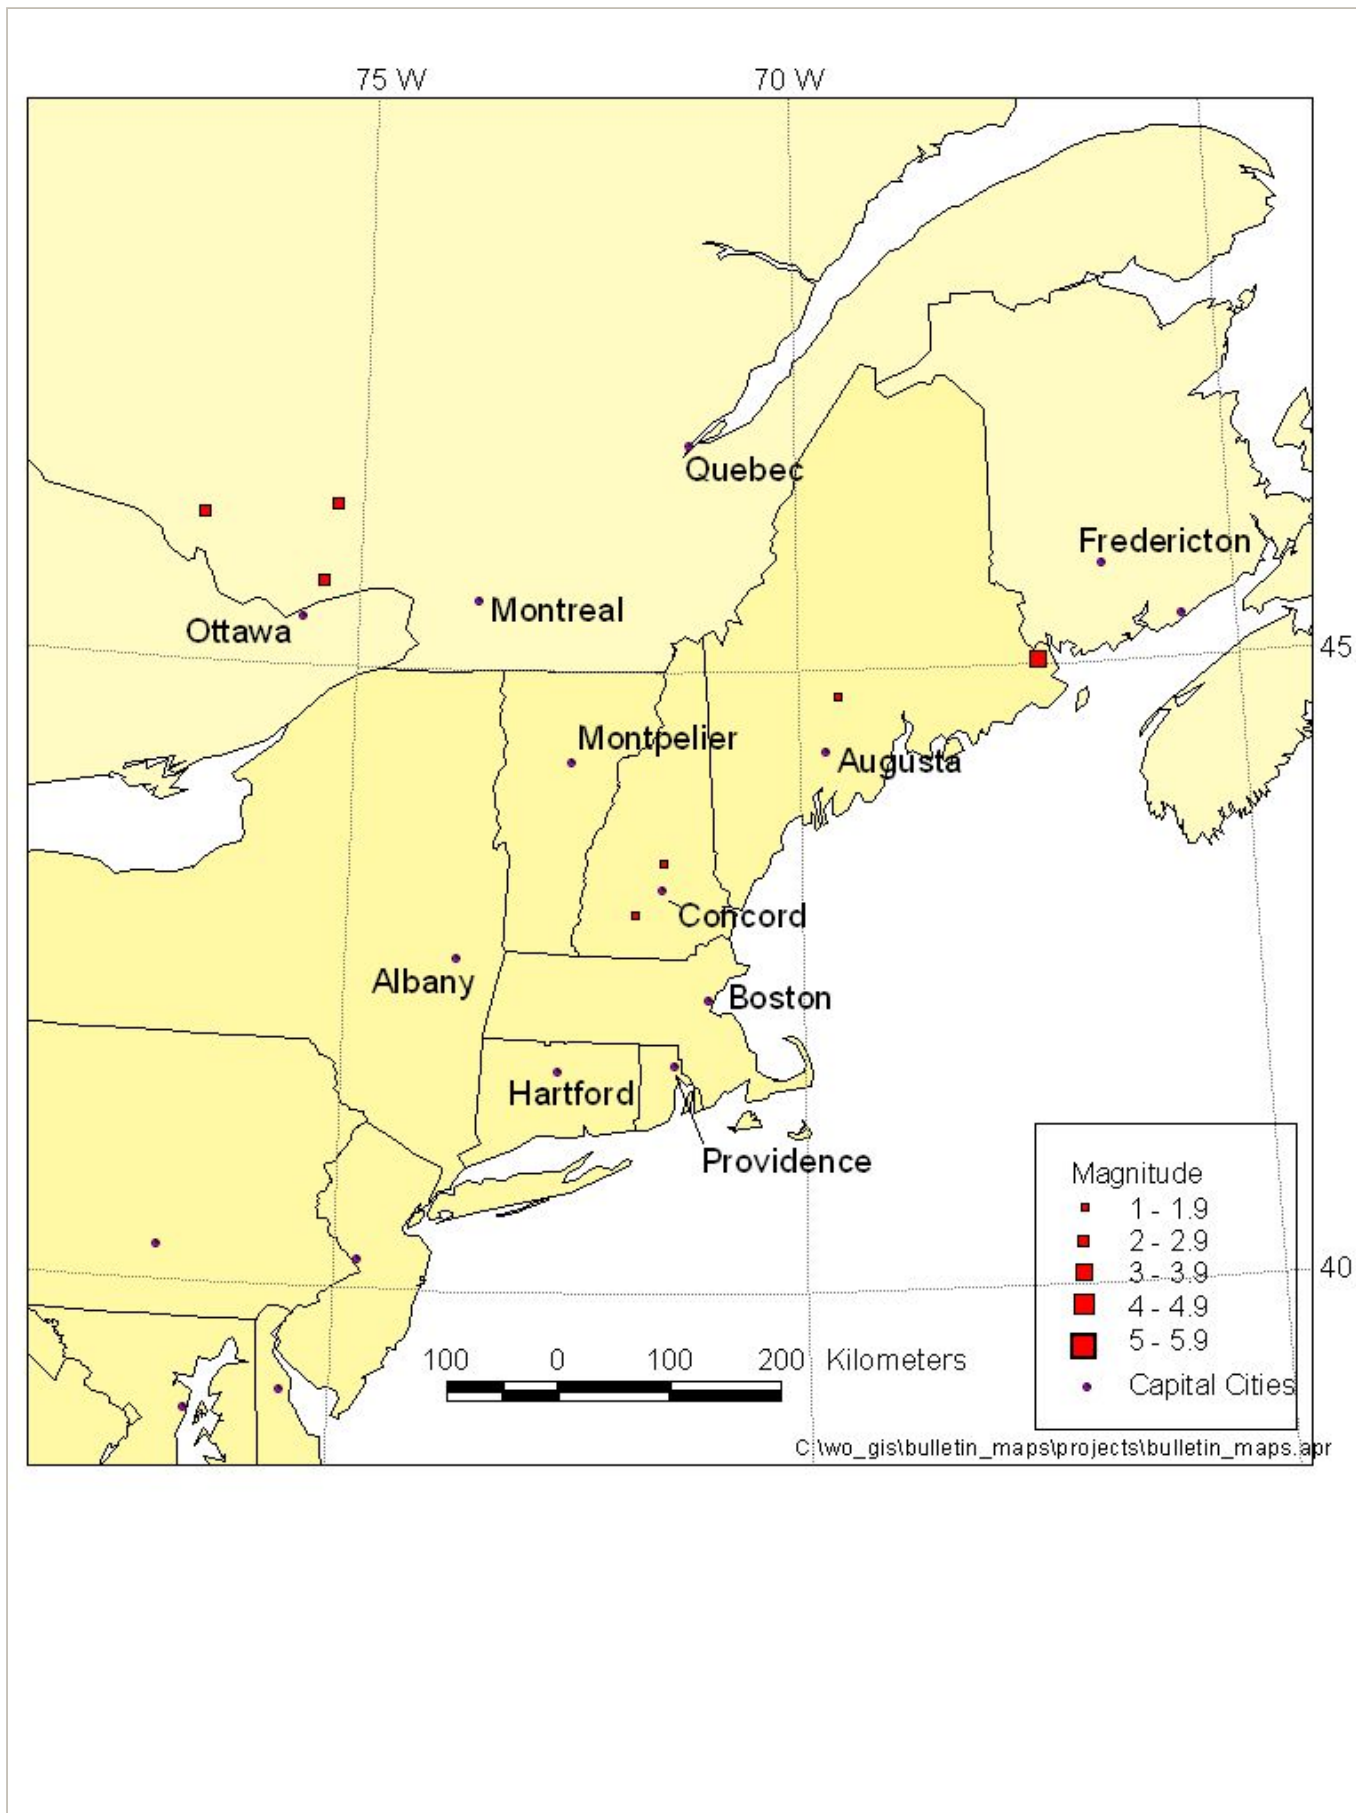 75 W
70 W
Quebec
Fredericton
Montreal
Ottawa
45
Montpelier
Augusta
Concord
Albany
Boston
Hartford
Providence
Magnitude
1 - 1.9
2 - 2.9
3 - 3.9
4 - 4.9
5 - 5.9
Capital Cities
40
100 0 100 200 Kilometers
C:\wo_gis\bulletin_maps\projects\bulletin_maps.apr